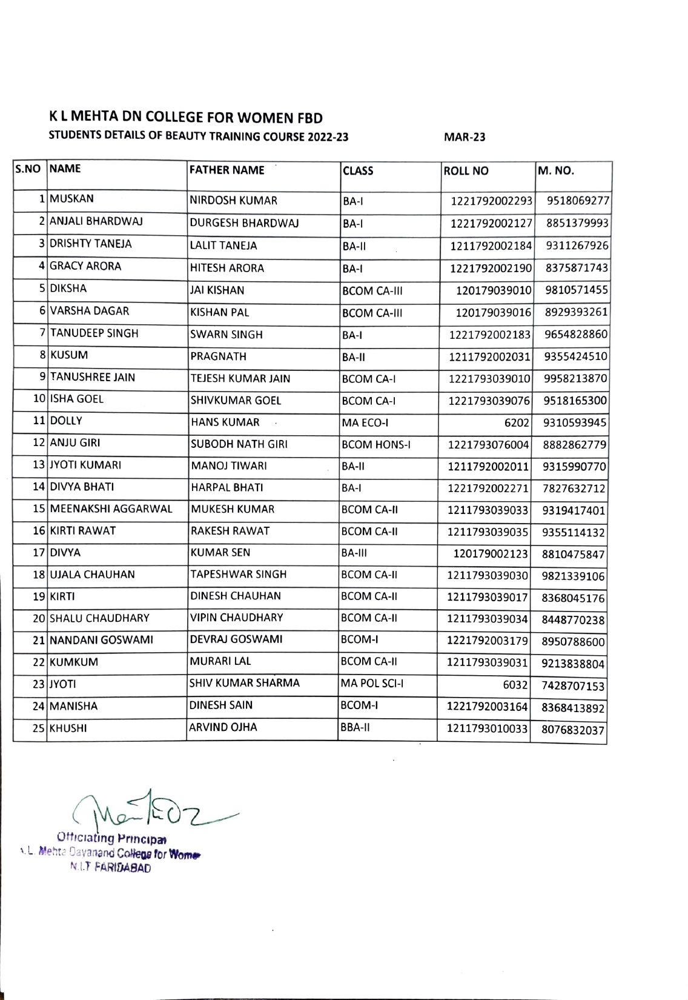 K L MEHTA DN COLLEGE FOR WOMEN FBD
STUDENTS DETAILS OF BEAUTY TRAINING COURSE 2022-23 MAR-23
S.NO NAME FATHER NAME CLASS ROLL NO M. NO.
1 MUSKAN NIRDOSH KUMAR BA-I 1221792002293 9518069277
2 ANJALI BHARDWAJ DURGESH BHARDWAJ BA-I 1221792002127 8851379993
3 DRISHTY TANEJA LALIT TANEJA BA-II 1211792002184 9311267926
4 GRACY ARORA HITESH ARORA BA-I 1221792002190 8375871743
5 DIKSHA JAI KISHAN BCOM CA-III 120179039010 9810571455
6 VARSHA DAGAR KISHAN PAL BCOM CA-III 120179039016 8929393261
7 TANUDEEP SINGH SWARN SINGH BA-I 1221792002183 9654828860
8 KUSUM PRAGNATH BA-II 1211792002031 9355424510
9 TANUSHREE JAIN TEJESH KUMAR JAIN BCOM CA-I 1221793039010 9958213870
10 ISHA GOEL SHIVKUMAR GOEL BCOM CA-I 1221793039076 9518165300
11 DOLLY HANS KUMAR MA ECO-I 6202 9310593945
12 ANJU GIRI SUBODH NATH GIRI BCOM HONS-I 1221793076004 8882862779
13 JYOTI KUMARI MANOJ TIWARI BA-II 1211792002011 9315990770
14 DIVYA BHATI HARPAL BHATI BA-I 1221792002271 7827632712
15 MEENAKSHI AGGARWAL MUKESH KUMAR BCOM CA-II 1211793039033 9319417401
16 KIRTI RAWAT RAKESH RAWAT BCOM CA-II 1211793039035 9355114132
17 DIVYA KUMAR SEN BA-III 120179002123 8810475847
18 UJALA CHAUHAN TAPESHWAR SINGH BCOM CA-II 1211793039030 9821339106
19 KIRTI DINESH CHAUHAN BCOM CA-II 1211793039017 8368045176
20 SHALU CHAUDHARY VIPIN CHAUDHARY BCOM CA-II 1211793039034 8448770238
21 NANDANI GOSWAMI DEVRAJ GOSWAMI BCOM-I 1221792003179 8950788600
22 KUMKUM MURARI LAL BCOM CA-II 1211793039031 9213838804
23 JYOTI SHIV KUMAR SHARMA MA POL SCI-I 6032 7428707153
24 MANISHA DINESH SAIN BCOM-I 1221792003164 8368413892
25 KHUSHI ARVIND OJHA BBA-II 1211793010033 8076832037
Officiating Principal
L. Mehta Dayanand College for Women
N.I.T FARIDABAD